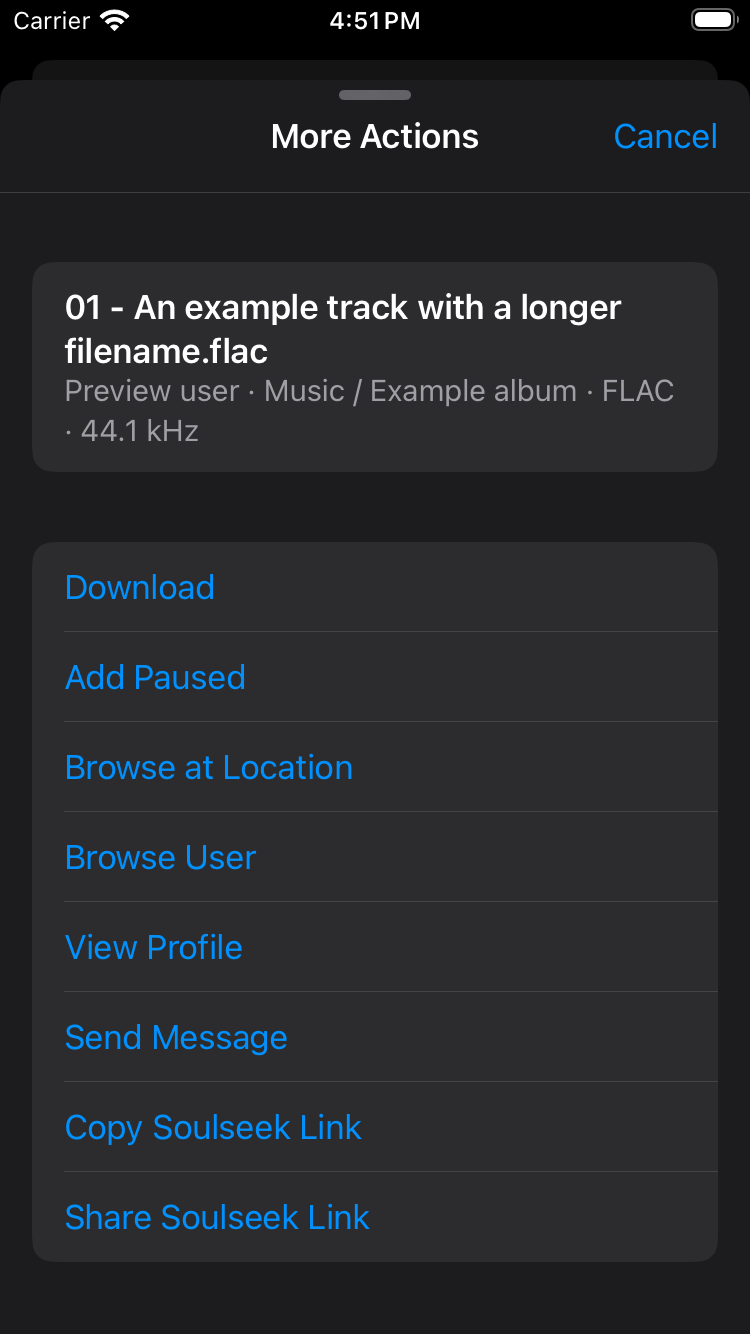 Carrier 4:51 PM
More Actions Cancel
01 - An example track with a longer
filename.flac
Preview user · Music / Example album · FLAC
· 44.1 kHz
Download
Add Paused
Browse at Location
Browse User
View Profile
Send Message
Copy Soulseek Link
Share Soulseek Link